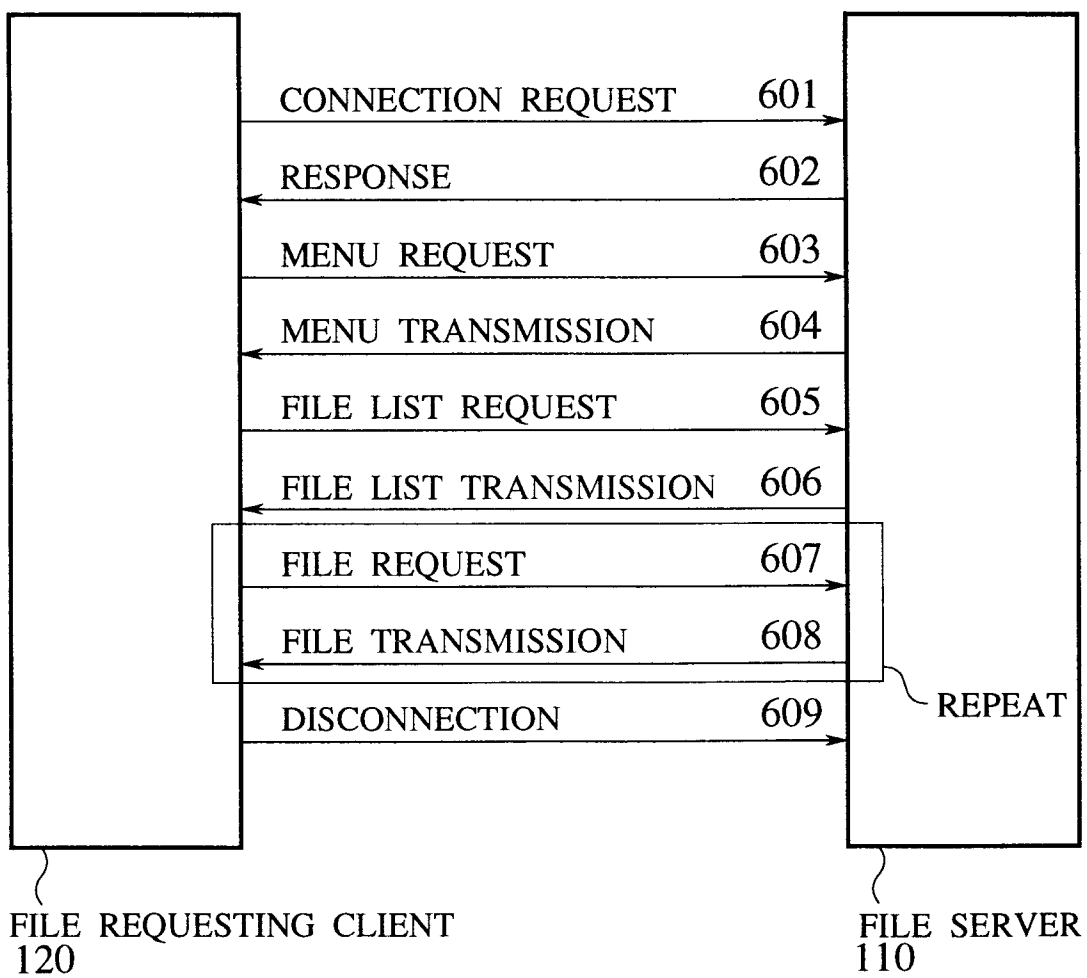 CONNECTION REQUEST 601
RESPONSE 602
MENU REQUEST 603
MENU TRANSMISSION 604
FILE LIST REQUEST 605
FILE LIST TRANSMISSION 606
FILE REQUEST 607
FILE TRANSMISSION 608
REPEAT
DISCONNECTION 609
FILE REQUESTING CLIENT
120
FILE SERVER
110